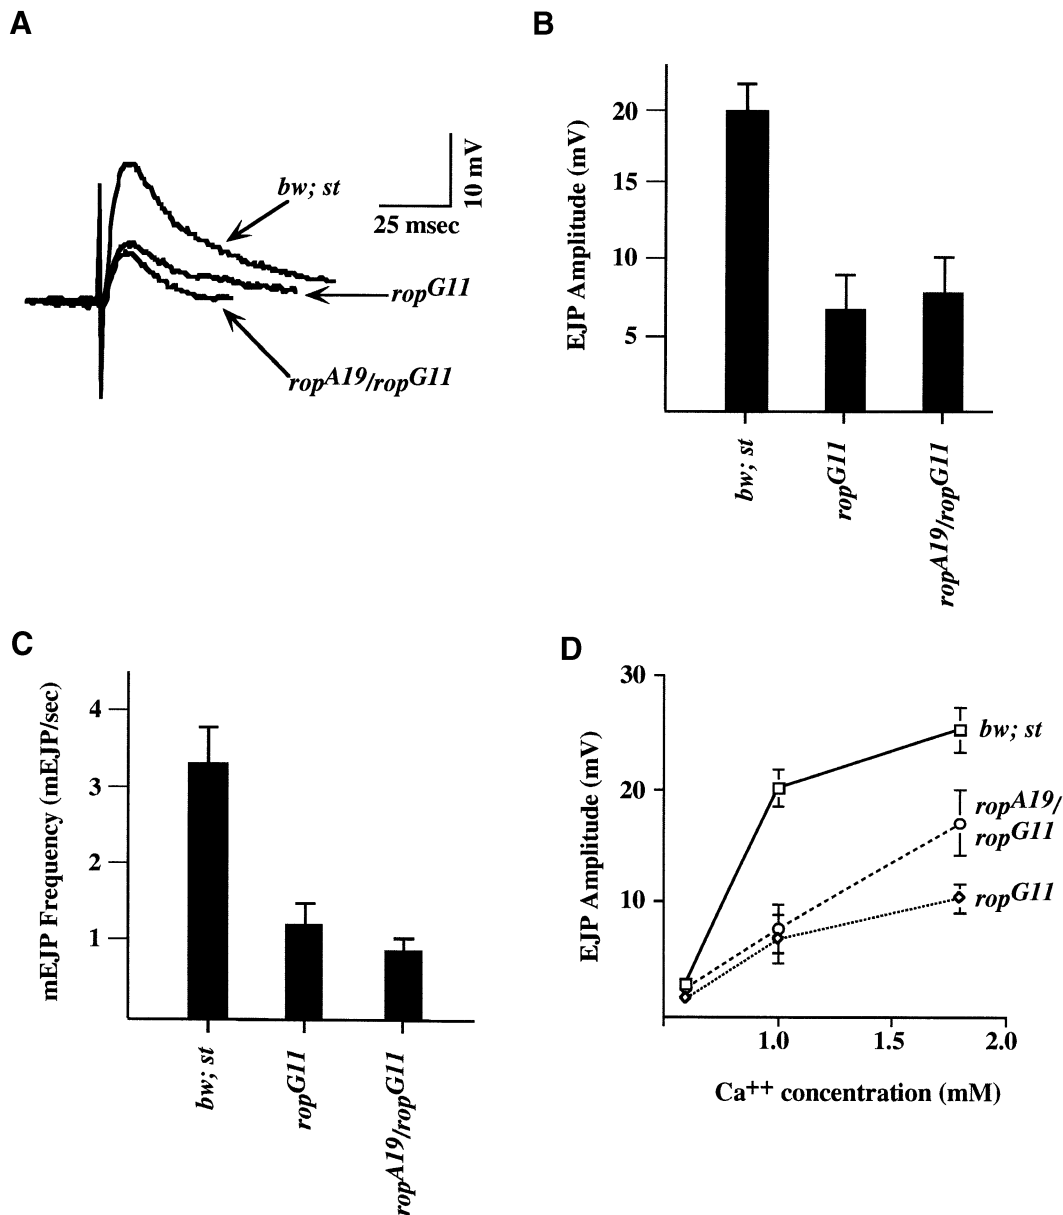 A
bw; st
10 mV
25 msec
ropG11
ropA19/ropG11
B
EJP Amplitude (mV)
20
15
10
5
bw; st
ropG11
ropA19/ropG11
C
mEJP Frequency (mEJP/sec)
4
3
2
1
bw; st
ropG11
ropA19/ropG11
D
EJP Amplitude (mV)
30
20
10
bw; st
ropA19/
ropG11
ropG11
1.0
1.5
2.0
Ca++ concentration (mM)